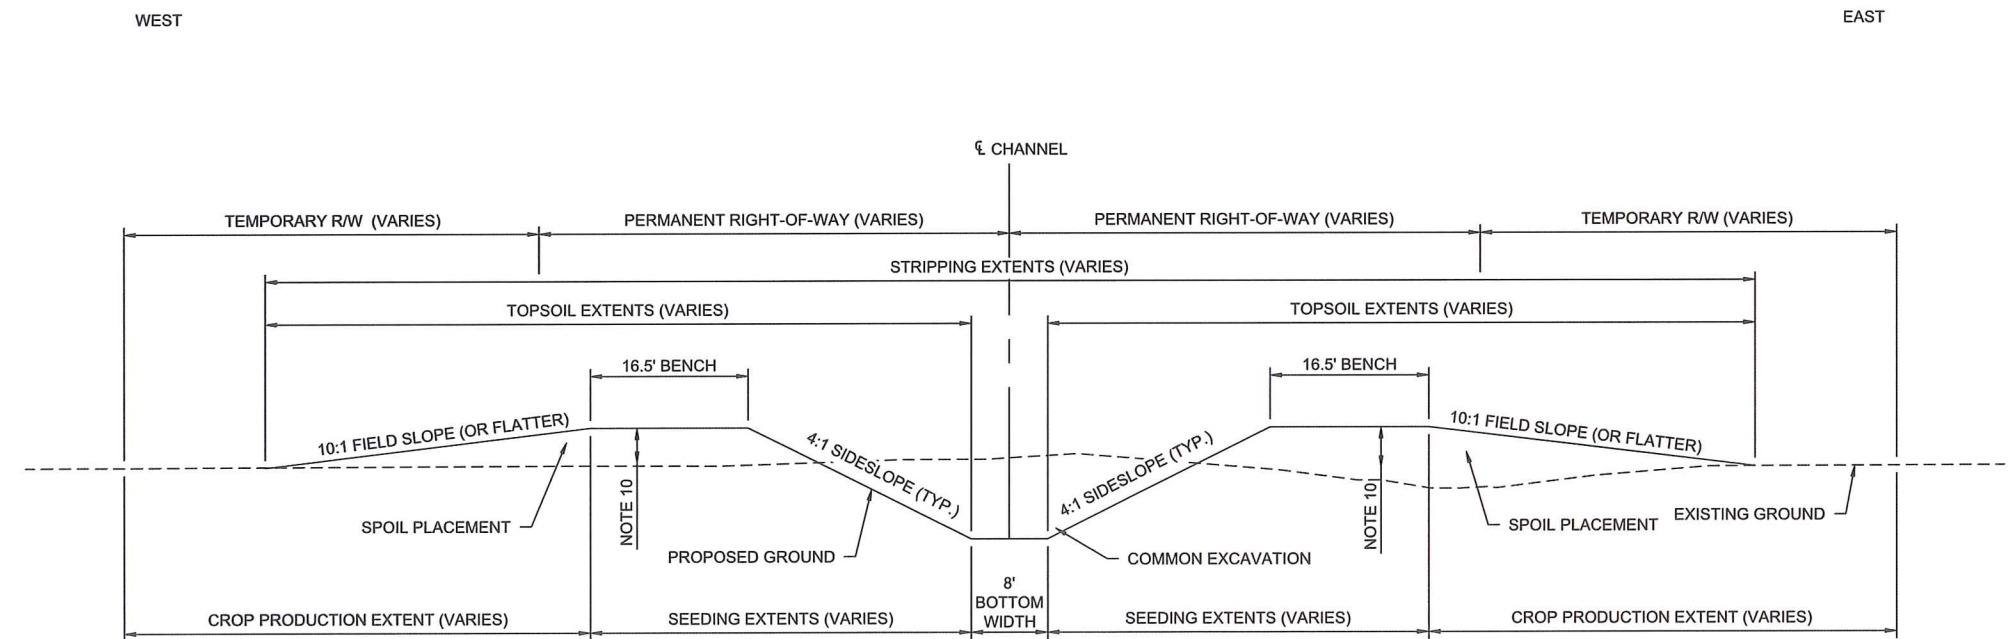 WEST
EAST
℄ CHANNEL
TEMPORARY R/W (VARIES)
PERMANENT RIGHT-OF-WAY (VARIES)
PERMANENT RIGHT-OF-WAY (VARIES)
TEMPORARY R/W (VARIES)
STRIPPING EXTENTS (VARIES)
TOPSOIL EXTENTS (VARIES)
TOPSOIL EXTENTS (VARIES)
16.5' BENCH
16.5' BENCH
10:1 FIELD SLOPE (OR FLATTER)
4:1 SIDESLOPE (TYP.)
4:1 SIDESLOPE (TYP.)
10:1 FIELD SLOPE (OR FLATTER)
SPOIL PLACEMENT
NOTE 10
PROPOSED GROUND
COMMON EXCAVATION
NOTE 10
SPOIL PLACEMENT
EXISTING GROUND
8'
BOTTOM
WIDTH
CROP PRODUCTION EXTENT (VARIES)
SEEDING EXTENTS (VARIES)
SEEDING EXTENTS (VARIES)
CROP PRODUCTION EXTENT (VARIES)